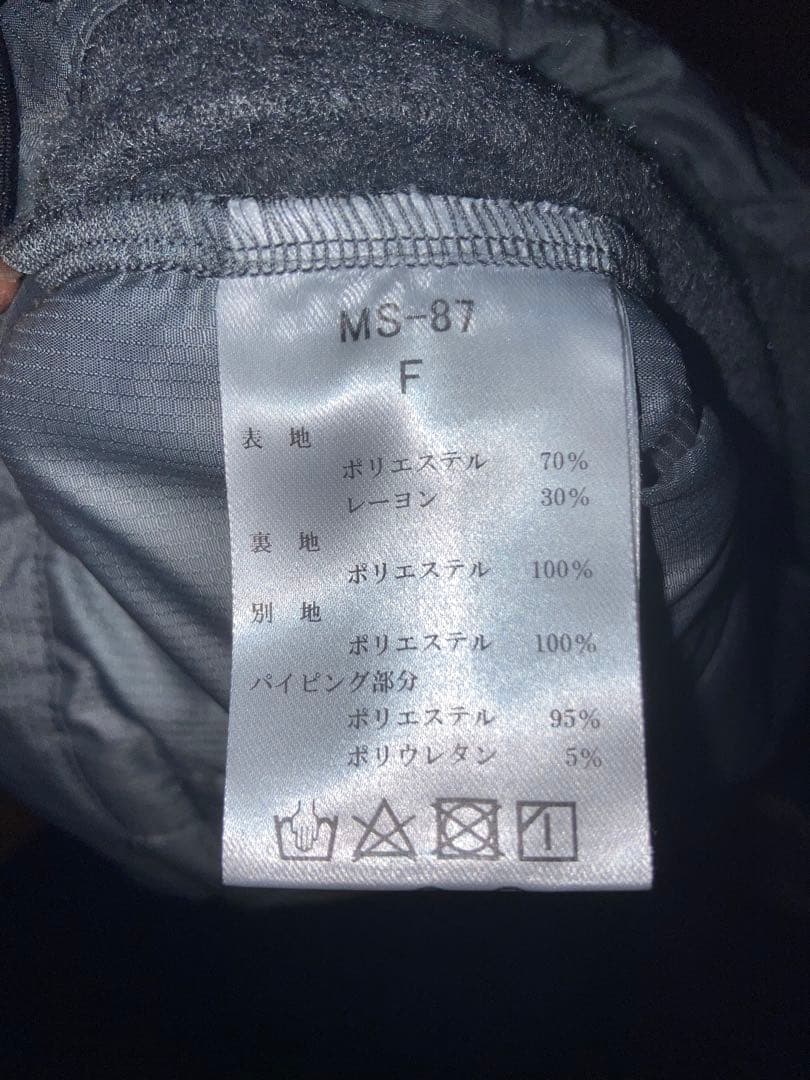 MS-87
F
表 地
ポリエステル 70%
レーヨン 30%
裏 地
ポリエステル 100%
別 地
ポリエステル 100%
パイピング部分
ポリエステル 95%
ポリウレタン 5%